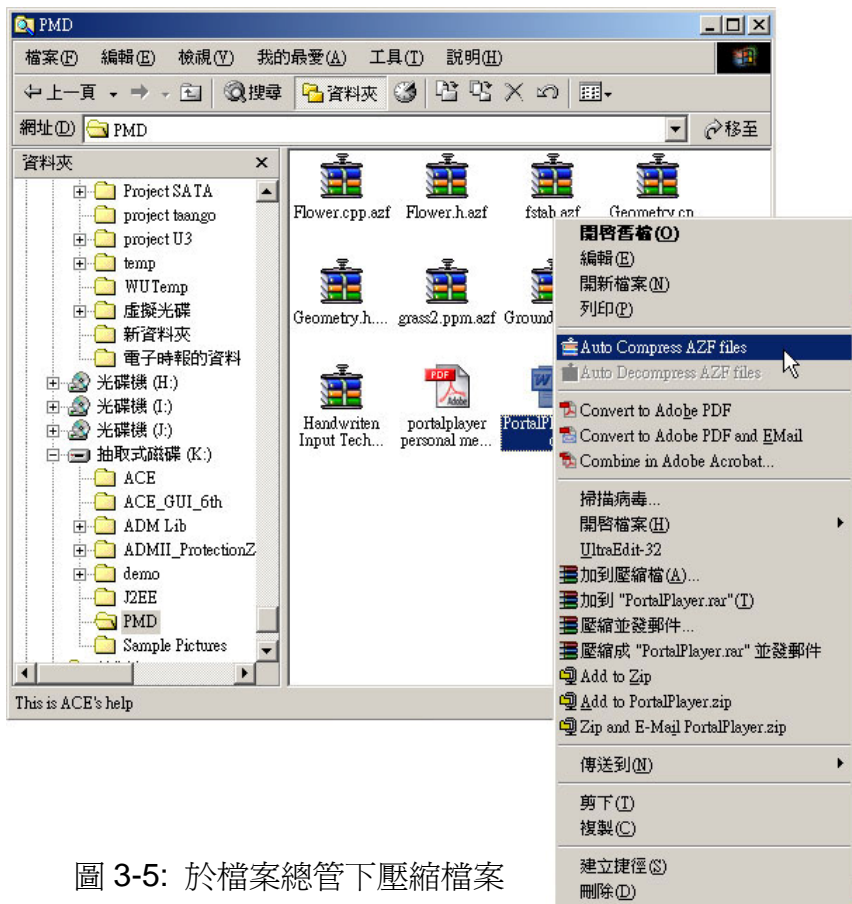 PMD
檔案(F) 編輯(E) 檢視(V) 我的最愛(A) 工具(T) 說明(H)
上一頁 搜尋 資料夾
網址(D) PMD 移至
資料夾
Project SATA
project taango
project U3
temp
WUTemp
虛擬光碟
新資料夾
電子時報的資料
光碟機 (H:)
光碟機 (I:)
光碟機 (J:)
抽取式磁碟 (K:)
ACE
ACE_GUI_6th
ADM Lib
ADMII_ProtectionZ
demo
J2EE
PMD
Sample Pictures
Flower.cpp.azf Flower.h.azf fstab.azf Geometry.cp
Geometry.h.... grass2.ppm.azf Ground
PDF
Adobe
Handwriten
Input Tech...
portalplayer
personal me...
PortalP
開啓舊檔(O)
編輯(E)
開新檔案(N)
列印(P)
Auto Compress AZF files
Auto Decompress AZF files
Convert to Adobe PDF
Convert to Adobe PDF and EMail
Combine in Adobe Acrobat...
掃描病毒...
開啓檔案(H)
UltraEdit-32
加到壓縮檔(A)...
加到 "PortalPlayer.rar"(T)
壓縮並發郵件...
壓縮成 "PortalPlayer.rar" 並發郵件
Add to Zip
Add to PortalPlayer.zip
Zip and E-Mail PortalPlayer.zip
傳送到(N)
剪下(T)
複製(C)
建立捷徑(S)
刪除(D)
This is ACE's help
圖 3-5: 於檔案總管下壓縮檔案